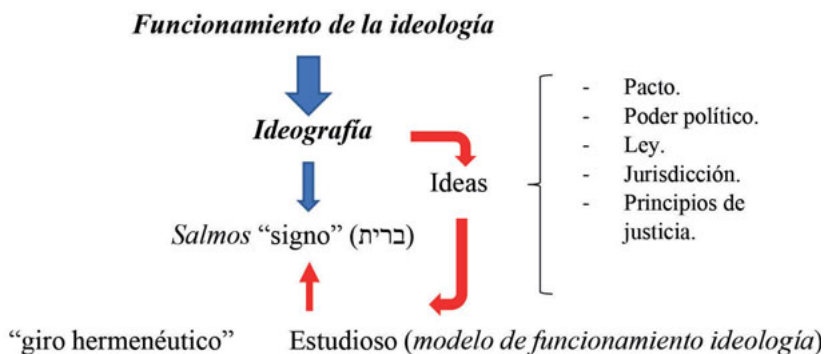 Funcionamiento de la ideología
Ideografía
Ideas
- Pacto.
- Poder político.
- Ley.
- Jurisdicción.
- Principios de
justicia.
Salmos “signo” (ברית)
“giro hermenéutico”
Estudioso (modelo de funcionamiento ideología)